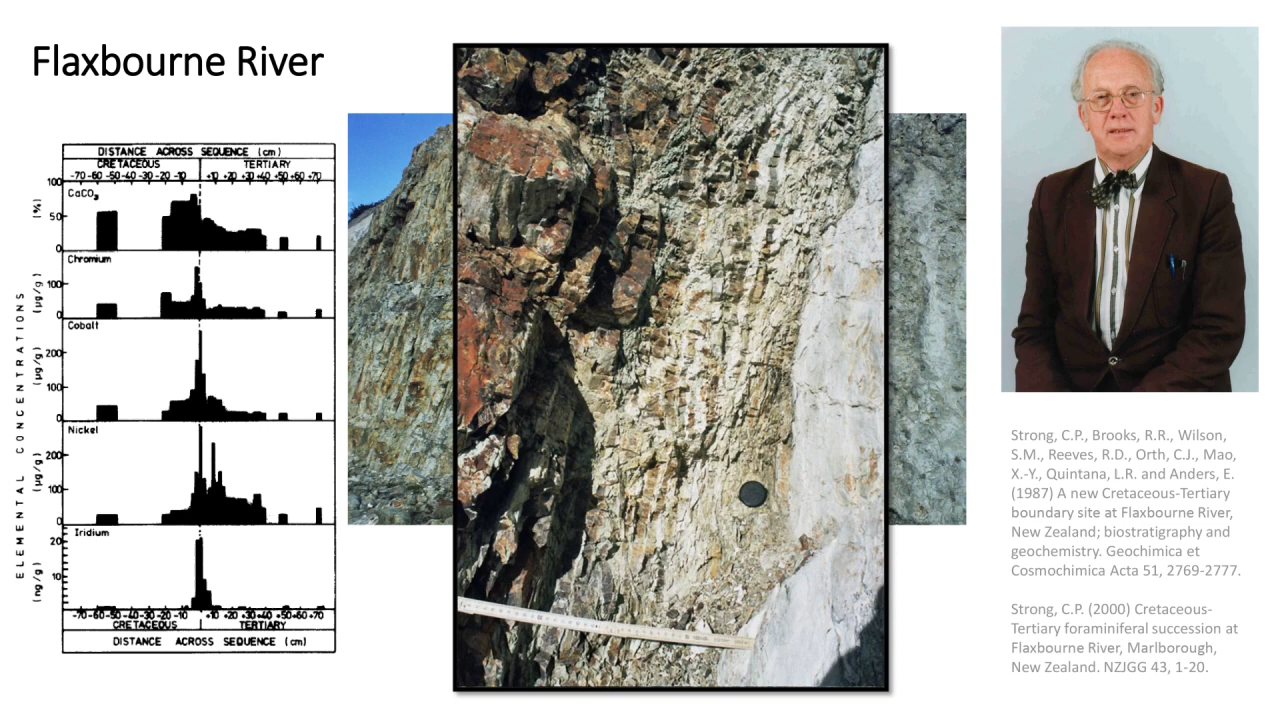 Flaxbourne River
DISTANCE ACROSS SEQUENCE (cm)
CRETACEOUS TERTIARY
-70 -60 -50 -40 -30 -20 -10 +10 +20 +30 +40 +50 +60 +70
CaCO₃
100
50
0
(%)
Chromium
100
0
(µg/g)
Cobalt
200
100
0
(µg/g)
Nickel
200
100
0
(µg/g)
Iridium
20
10
(ng/g)
ELEMENTAL CONCENTRATIONS
-70 -60 -50 -40 -30 -20 -10 +10 +20 +30 +40 +50 +60 +70
CRETACEOUS TERTIARY
DISTANCE ACROSS SEQUENCE (cm)
Strong, C.P., Brooks, R.R., Wilson,
S.M., Reeves, R.D., Orth, C.J., Mao,
X.-Y., Quintana, L.R. and Anders, E.
(1987) A new Cretaceous-Tertiary
boundary site at Flaxbourne River,
New Zealand; biostratigraphy and
geochemistry. Geochimica et
Cosmochimica Acta 51, 2769-2777.
Strong, C.P. (2000) Cretaceous-
Tertiary foraminiferal succession at
Flaxbourne River, Marlborough,
New Zealand. NZJGG 43, 1-20.